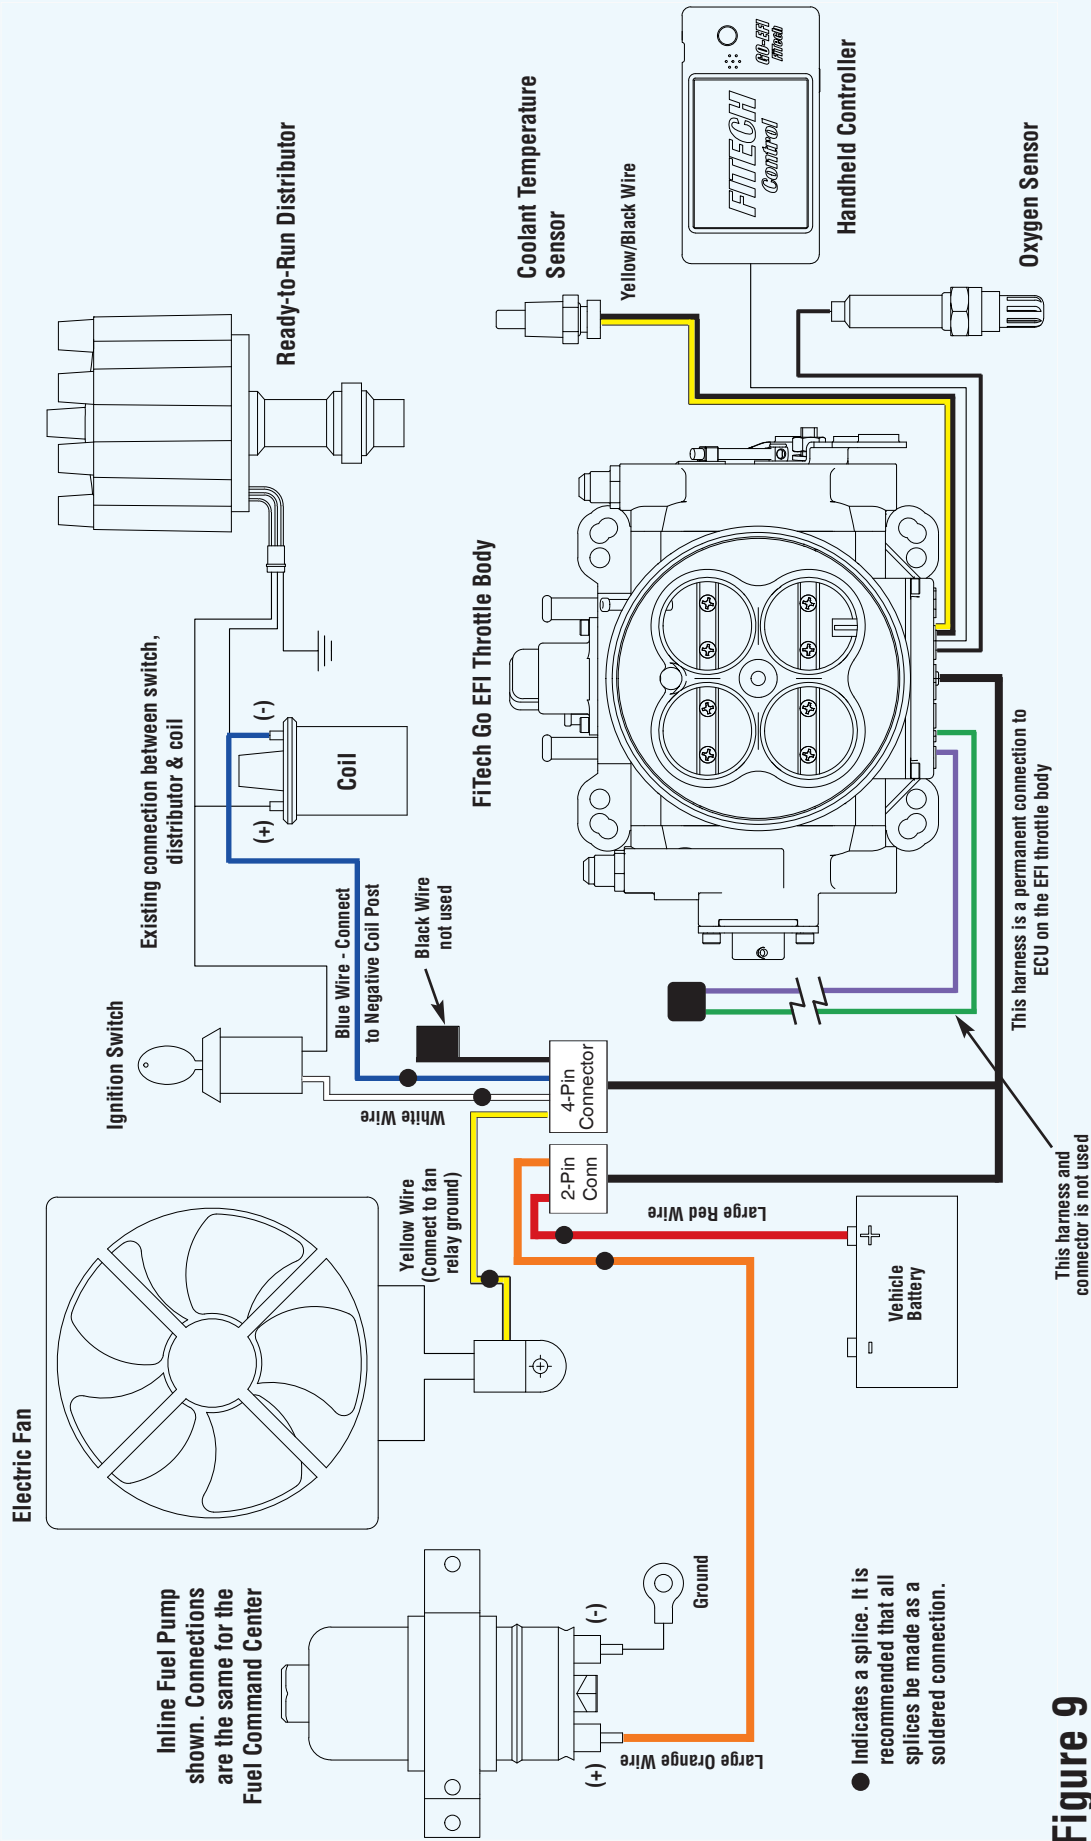 Electric Fan
Ignition Switch
Ready-to-Run Distributor
Existing connection between switch,
distributor & coil
Inline Fuel Pump
shown. Connections
are the same for the
Fuel Command Center
(+)
(-)
Coil
Blue Wire - Connect
to Negative Coil Post
Black Wire
not used
White Wire
Yellow Wire
(Connect to fan
relay ground)
4-Pin
Connector
2-Pin
Conn
Coolant Temperature
Sensor
Yellow/Black Wire
FiTech Go EFI Throttle Body
GO-EFI
FiTech
FITECH
Control
Handheld Controller
Oxygen Sensor
(+)
(-)
Ground
Large Orange Wire
Large Red Wire
+
-
Vehicle
Battery
This harness is a permanent connection to
ECU on the EFI throttle body
This harness and
connector is not used
Indicates a splice. It is
recommended that all
splices be made as a
soldered connection.
Figure 9